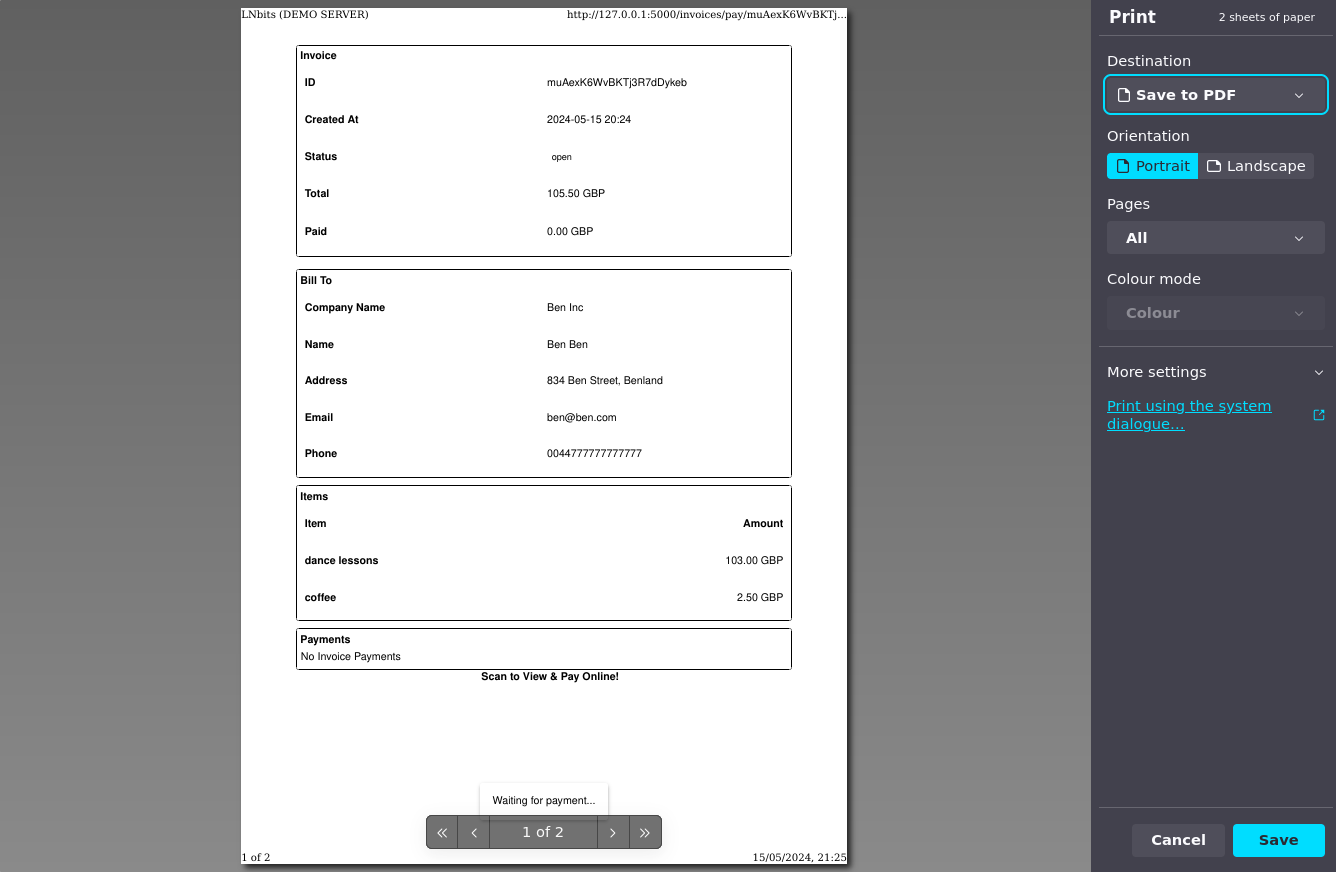 LNbits (DEMO SERVER) http://127.0.0.1:5000/invoices/pay/muAexK6WvBKTj...
Invoice
ID muAexK6WvBKTj3R7dDykeb
Created At 2024-05-15 20:24
Status open
Total 105.50 GBP
Paid 0.00 GBP
Bill To
Company Name Ben Inc
Name Ben Ben
Address 834 Ben Street, Benland
Email ben@ben.com
Phone 0044777777777777
Items
Item Amount
dance lessons 103.00 GBP
coffee 2.50 GBP
Payments
No Invoice Payments
Scan to View & Pay Online!
Waiting for payment...
1 of 2
1 of 2 15/05/2024, 21:25
Print 2 sheets of paper
Destination
Save to PDF
Orientation
Portrait Landscape
Pages
All
Colour mode
Colour
More settings
Print using the system
dialogue...
Cancel Save